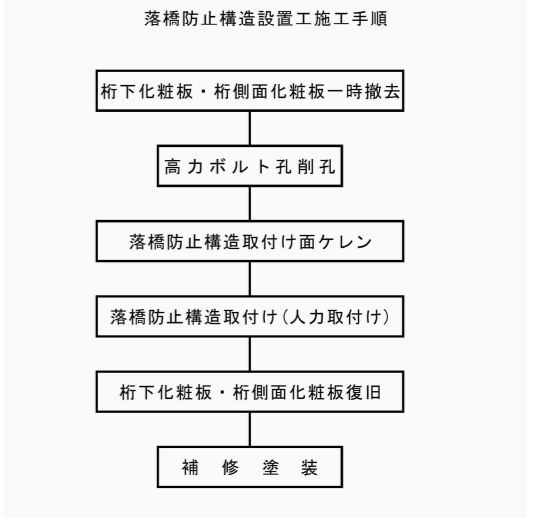 落橋防止構造設置工施工手順
桁下化粧板・桁側面化粧板一時撤去
高力ボルト孔削孔
落橋防止構造取付け面ケレン
落橋防止構造取付け(人力取付け)
桁下化粧板・桁側面化粧板復旧
補修塗装